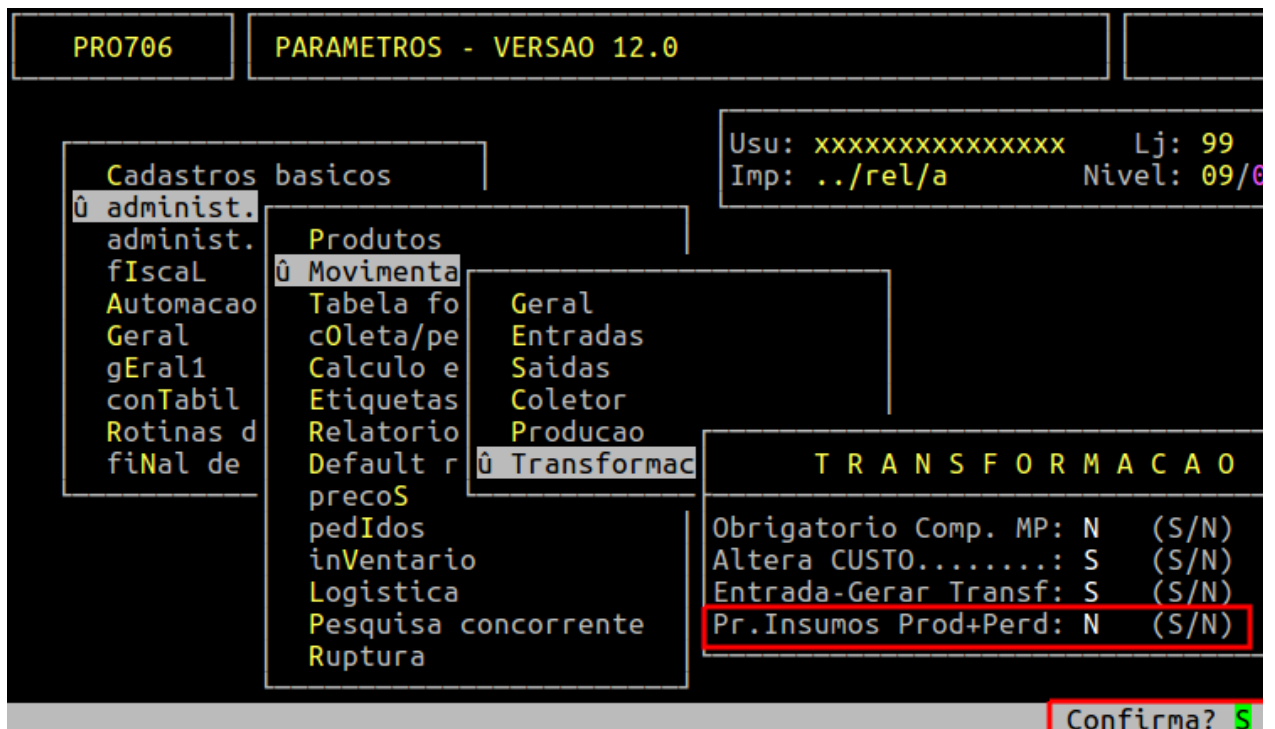 PRO706
PARAMETROS - VERSAO 12.0
Usu: xxxxxxxxxxxxxxx Lj: 99
Imp: ../rel/a Nivel: 09/0
Cadastros basicos
û administ.
administ.
fIscaL
Automacao
Geral
gEral1
conTabil
Rotinas d
fiNal de
Produtos
û Movimenta
Tabela fo
cOleta/pe
Calculo e
Etiquetas
Relatorio
Default r
precoS
pedIdos
inVentario
Logistica
Pesquisa concorrente
Ruptura
Geral
Entradas
Saidas
Coletor
Producao
û Transformac
T R A N S F O R M A C A O
Obrigatorio Comp. MP: N (S/N)
Altera CUSTO........: S (S/N)
Entrada-Gerar Transf: S (S/N)
Pr.Insumos Prod+Perd: N (S/N)
Confirma? S